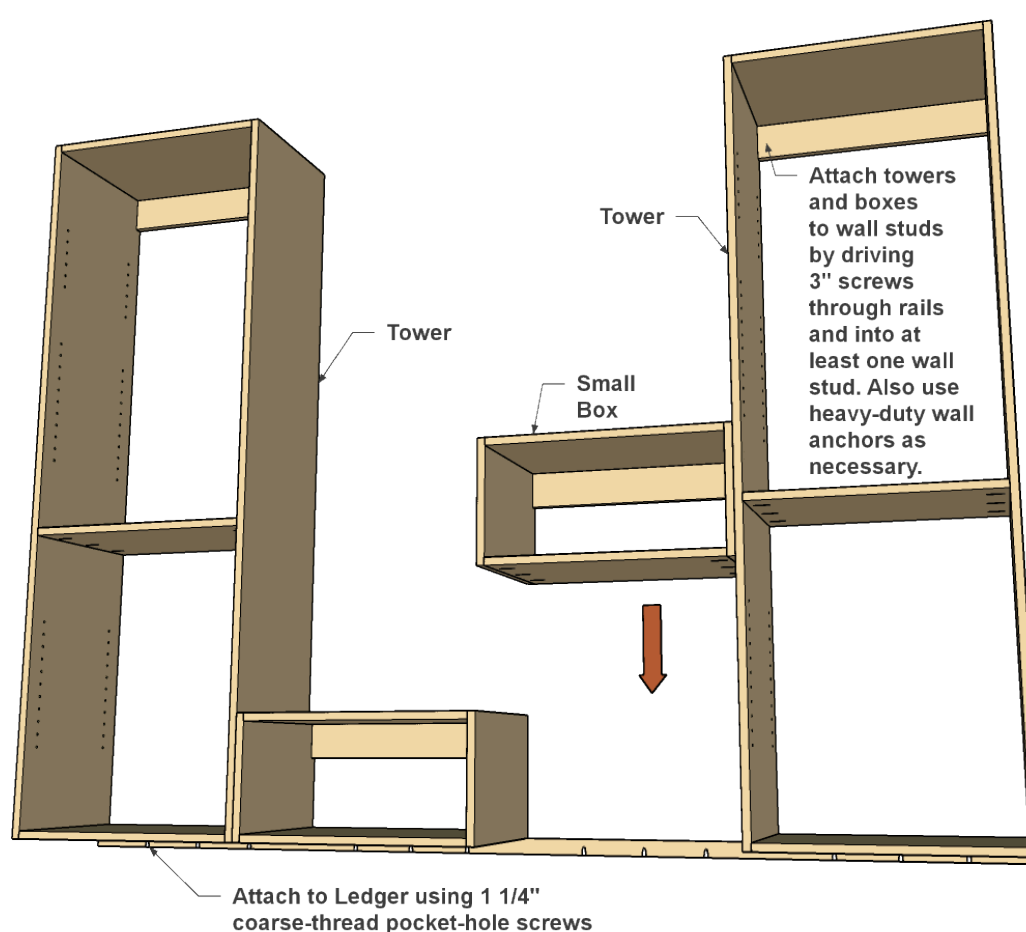 Attach towers
and boxes
to wall studs
by driving
3" screws
through rails
and into at
least one wall
stud. Also use
heavy-duty wall
anchors as
necessary.
Tower
Tower
Small
Box
Attach to Ledger using 1 1/4"
coarse-thread pocket-hole screws